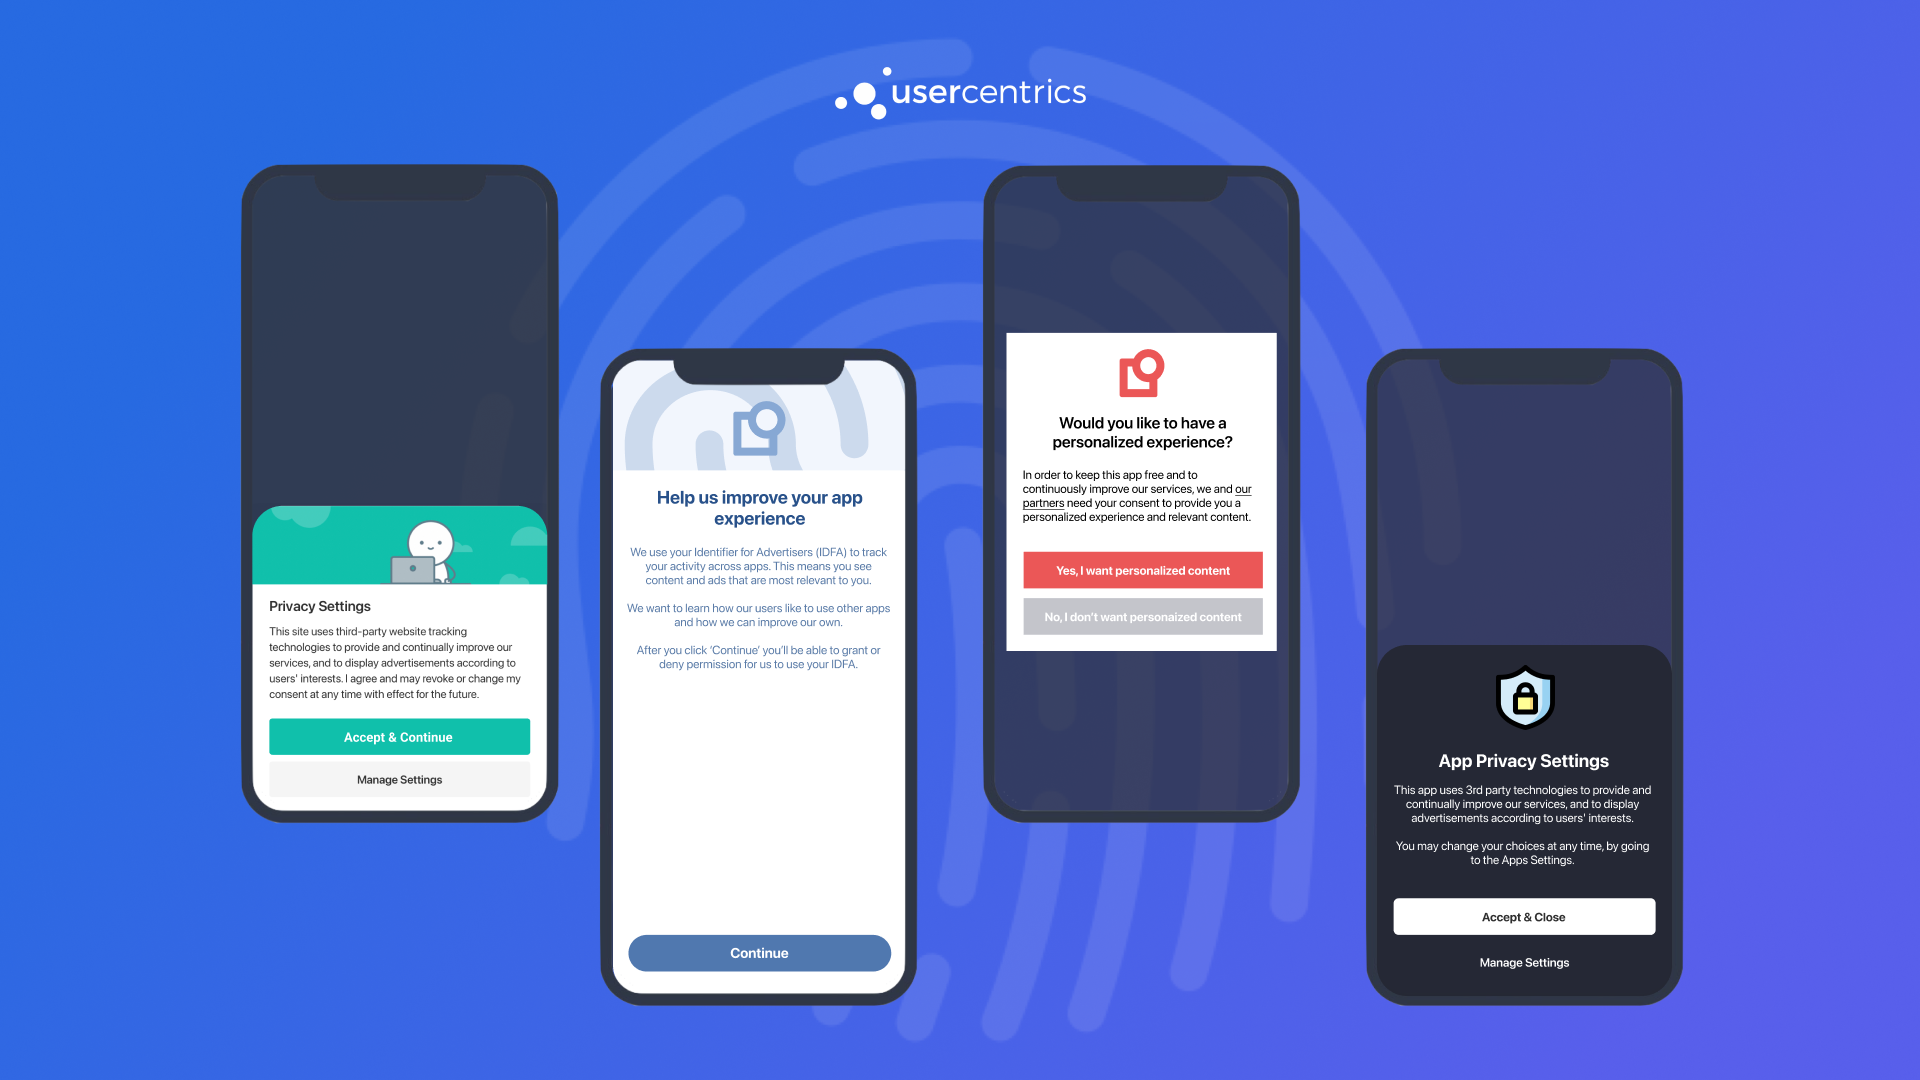 usercentrics
Privacy Settings
This site uses third-party website tracking
technologies to provide and continually improve our
services, and to display advertisements according to
users' interests. I agree and may revoke or change my
consent at any time with effect for the future.
Accept & Continue
Manage Settings
Help us improve your app
experience
We use your Identifier for Advertisers (IDFA) to track
your activity across apps. This means you see
content and ads that are most relevant to you.
We want to learn how our users like to use other apps
and how we can improve our own.
After you click 'Continue' you'll be able to grant or
deny permission for us to use your IDFA.
Continue
Would you like to have a
personalized experience?
In order to keep this app free and to
continuously improve our services, we and our
partners need your consent to provide you a
personalized experience and relevant content.
Yes, I want personalized content
No, I don't want personaized content
App Privacy Settings
This app uses 3rd party technologies to provide and
continually improve our services, and to display
advertisements according to users' interests.
You may change your choices at any time, by going
to the Apps Settings.
Accept & Close
Manage Settings